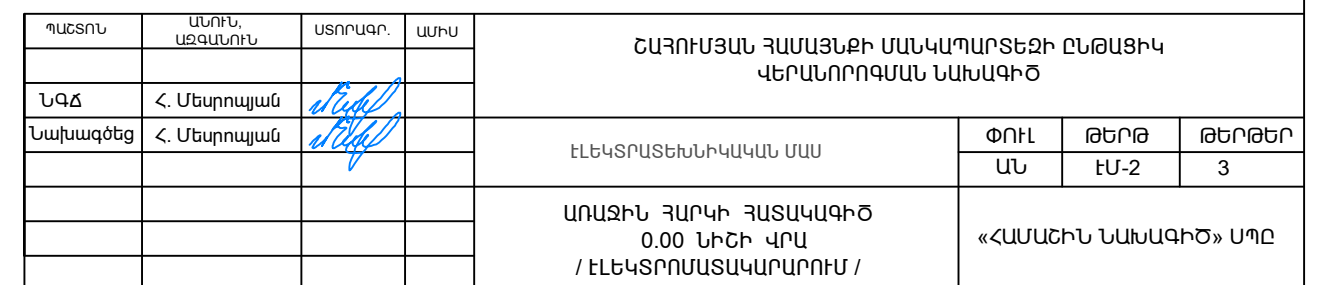 ՊԱՇՏՈՆ
ԱՆՈՒՆ,
ԱԶԳԱՆՈՒՆ
ՍՏՈՐԱԳՐ.
ԱՄԻՍ
ՇԱՀՈՒՄՅԱՆ ՀԱՄԱՅՆՔԻ ՄԱՆԿԱՊԱՐՏԵԶԻ ԸՆԹԱՑԻԿ
ՎԵՐԱՆՈՐՈԳՄԱՆ ՆԱԽԱԳԻԾ
ՆԳՃ
Հ. Մեսրոպյան
Նախագծեց
Հ. Մեսրոպյան
ԷԼԵԿՏՐԱՏԵԽՆԻԿԱԿԱՆ ՄԱՍ
ՓՈՒԼ
ԹԵՐԹ
ԹԵՐԹԵՐ
ԱՆ
ԷՄ-2
3
ԱՌԱՋԻՆ ՀԱՐԿԻ ՀԱՏԱԿԱԳԻԾ
0.00 ՆԻՇԻ ՎՐԱ
/ ԷԼԵԿՏՐՈՄԱՏԱԿԱՐԱՐՈՒՄ /
«ՀԱՄԱՇԻՆ ՆԱԽԱԳԻԾ» ՍՊԸ